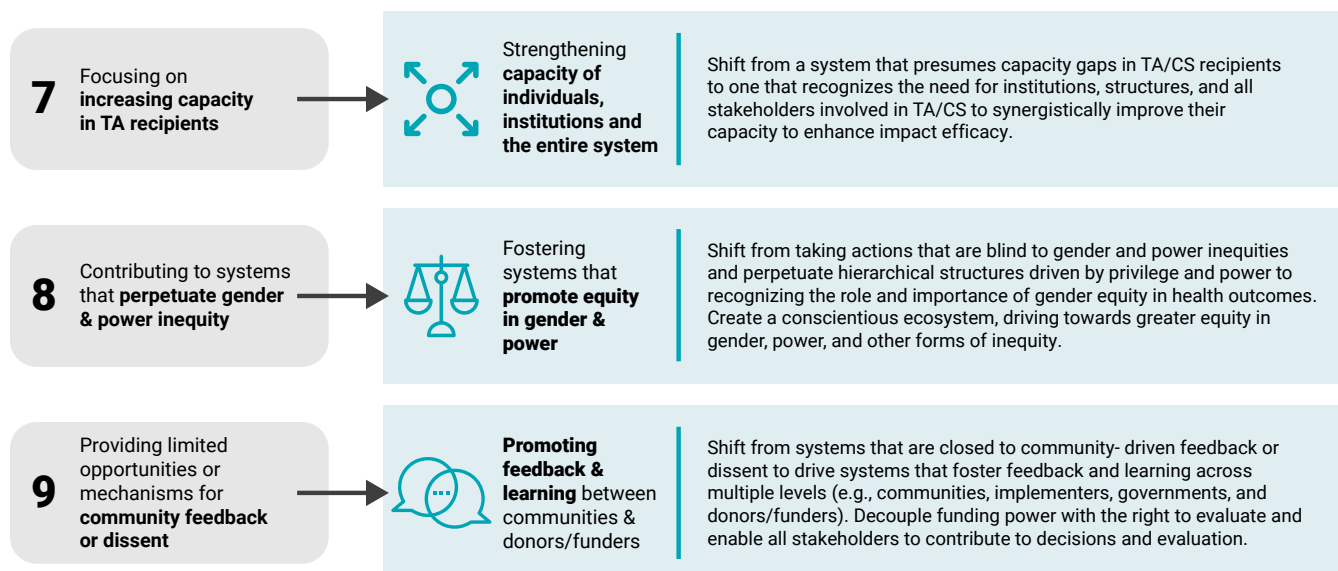 7
Focusing on
increasing capacity
in TA recipients
Strengthening
capacity of
individuals,
institutions and
the entire system
Shift from a system that presumes capacity gaps in TA/CS recipients
to one that recognizes the need for institutions, structures, and all
stakeholders involved in TA/CS to synergistically improve their
capacity to enhance impact efficacy.
8
Contributing to systems
that perpetuate gender
& power inequity
Fostering
systems that
promote equity
in gender &
power
Shift from taking actions that are blind to gender and power inequities
and perpetuate hierarchical structures driven by privilege and power to
recognizing the role and importance of gender equity in health outcomes.
Create a conscientious ecosystem, driving towards greater equity in
gender, power, and other forms of inequity.
9
Providing limited
opportunities or
mechanisms for
community feedback
or dissent
Promoting
feedback &
learning between
communities &
donors/funders
Shift from systems that are closed to community- driven feedback or
dissent to drive systems that foster feedback and learning across
multiple levels (e.g., communities, implementers, governments, and
donors/funders). Decouple funding power with the right to evaluate and
enable all stakeholders to contribute to decisions and evaluation.